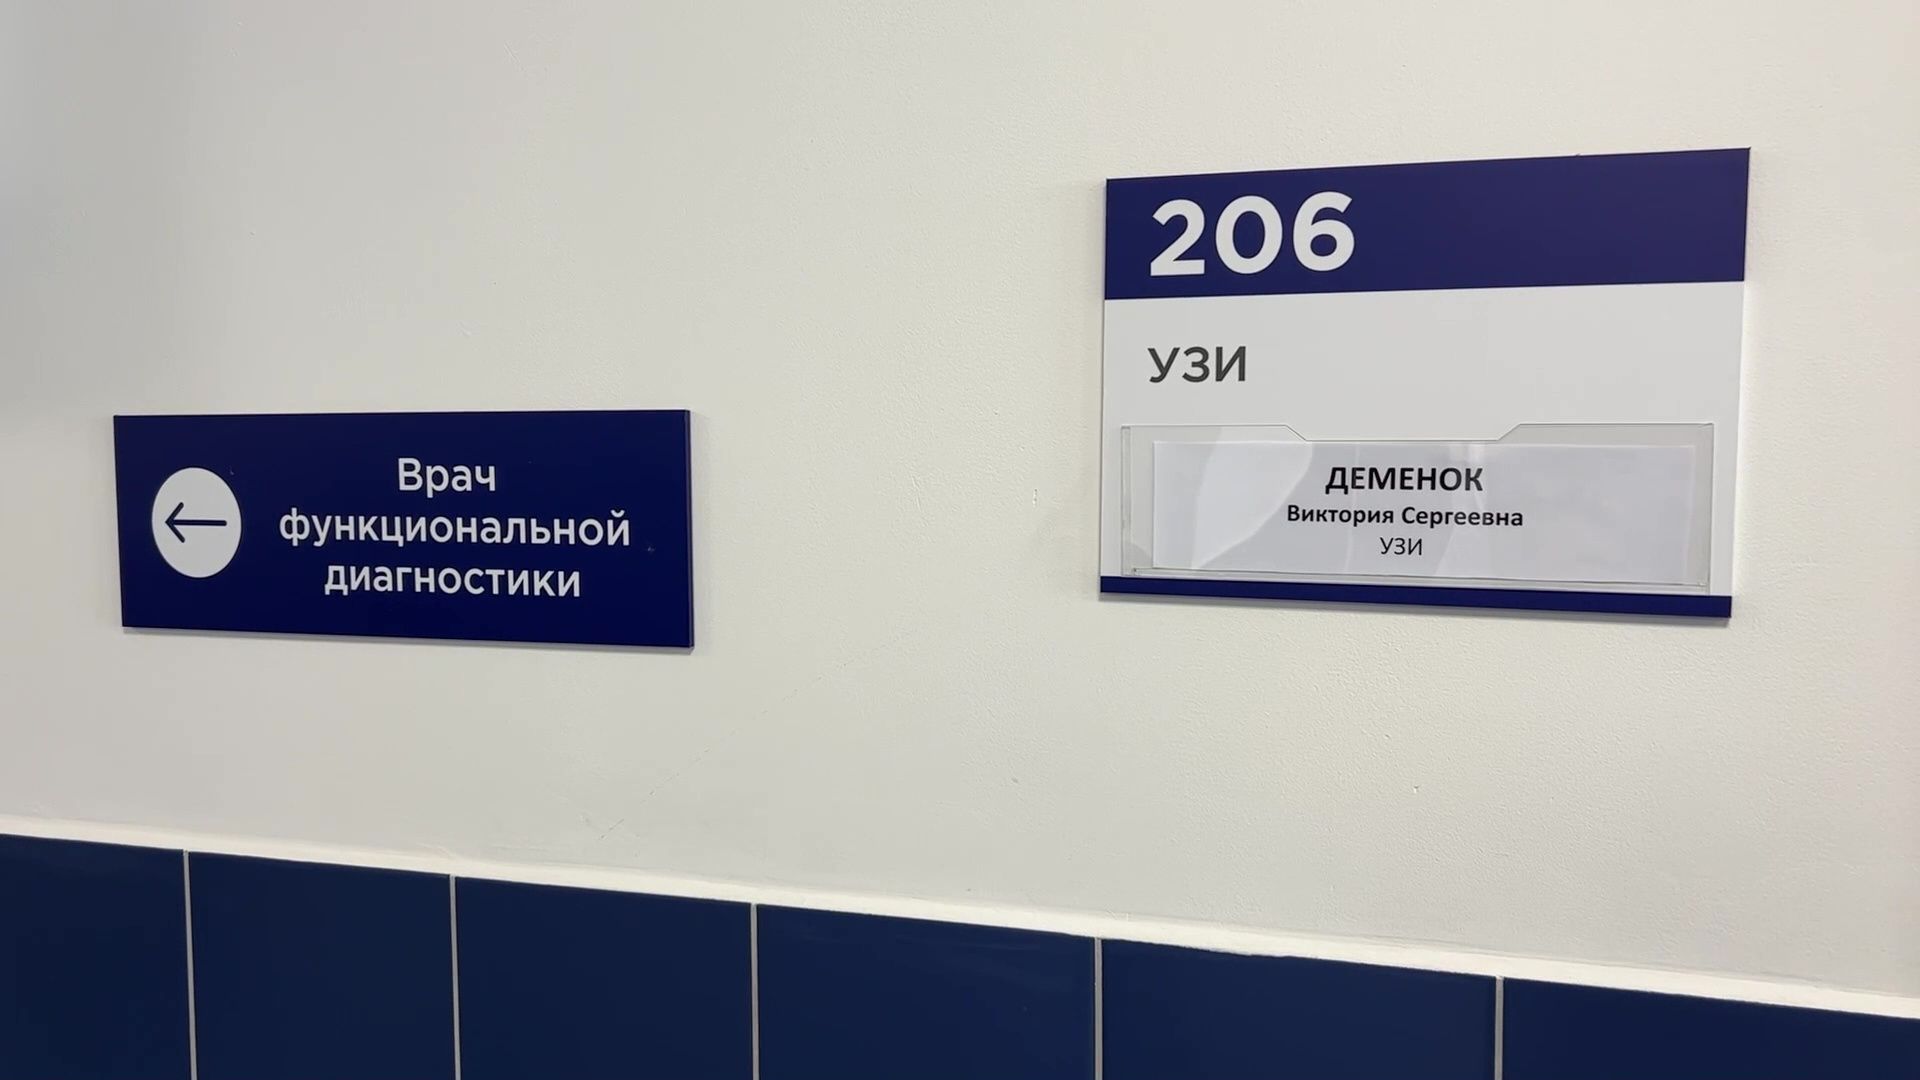 Врач
функциональной
диагностики
206
УЗИ
ДЕМЕНОК
Виктория Сергеевна
УЗИ